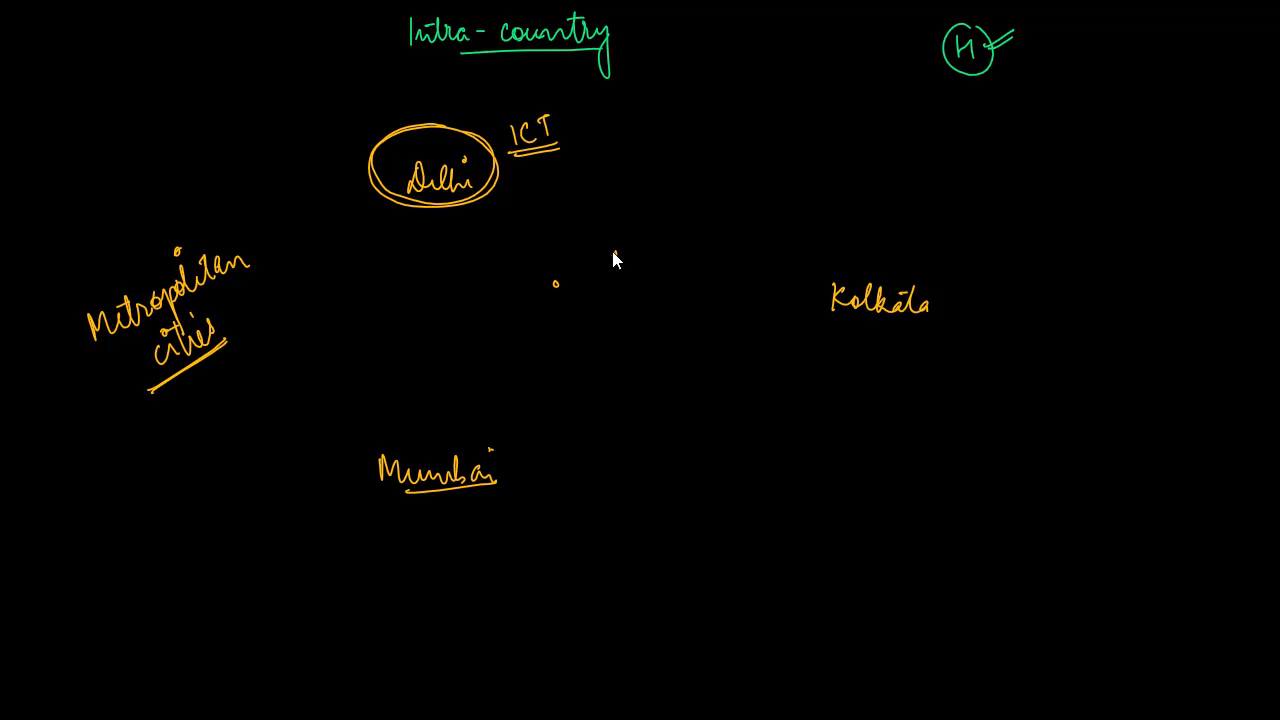 Intra-country
H
ICT
Delhi
Metropolitan
cities
Kolkata
Mumbai